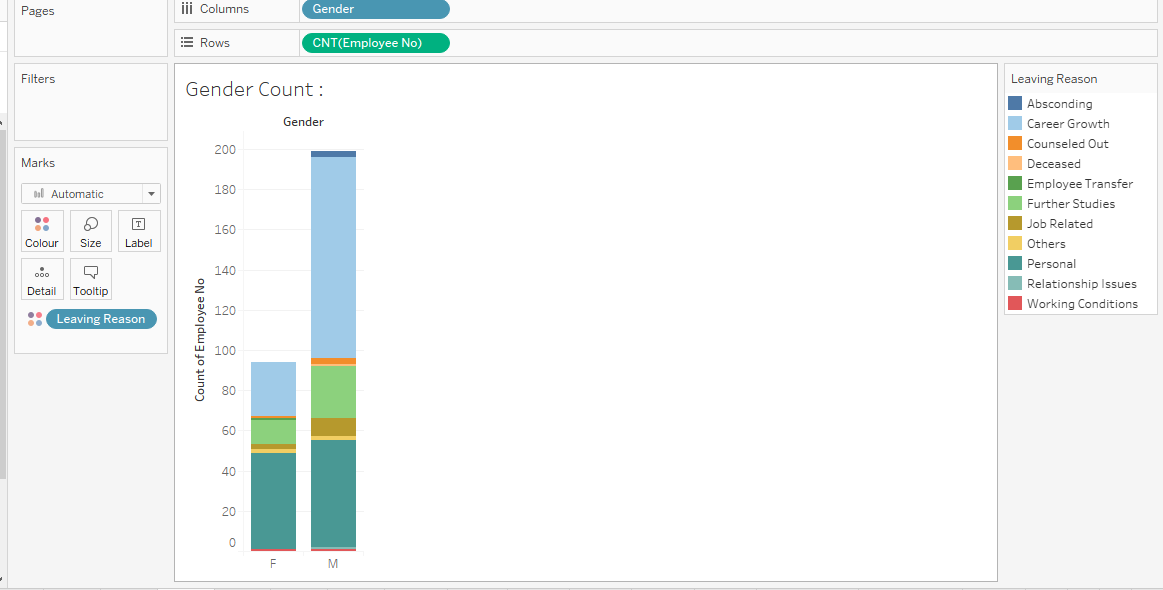 Pages
Columns
Gender
Rows
CNT(Employee No)
Filters
Marks
Automatic
Colour
Size
Label
Detail
Tooltip
Leaving Reason
Gender Count :
Gender
Count of Employee No
200
180
160
140
120
100
80
60
40
20
0
F
M
Leaving Reason
Absconding
Career Growth
Counseled Out
Deceased
Employee Transfer
Further Studies
Job Related
Others
Personal
Relationship Issues
Working Conditions